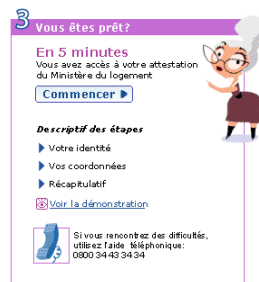 3
Vous êtes prêt?
En 5 minutes
Vous avez accès à votre attestation
du Ministère du logement
Commencer
Descriptif des étapes
Votre identité
Vos coordonnées
Récapitulatif
Voir la démonstration
Si vous rencontrez des difficultés,
utilisez l'aide téléphonique:
0800 34 43 34 34